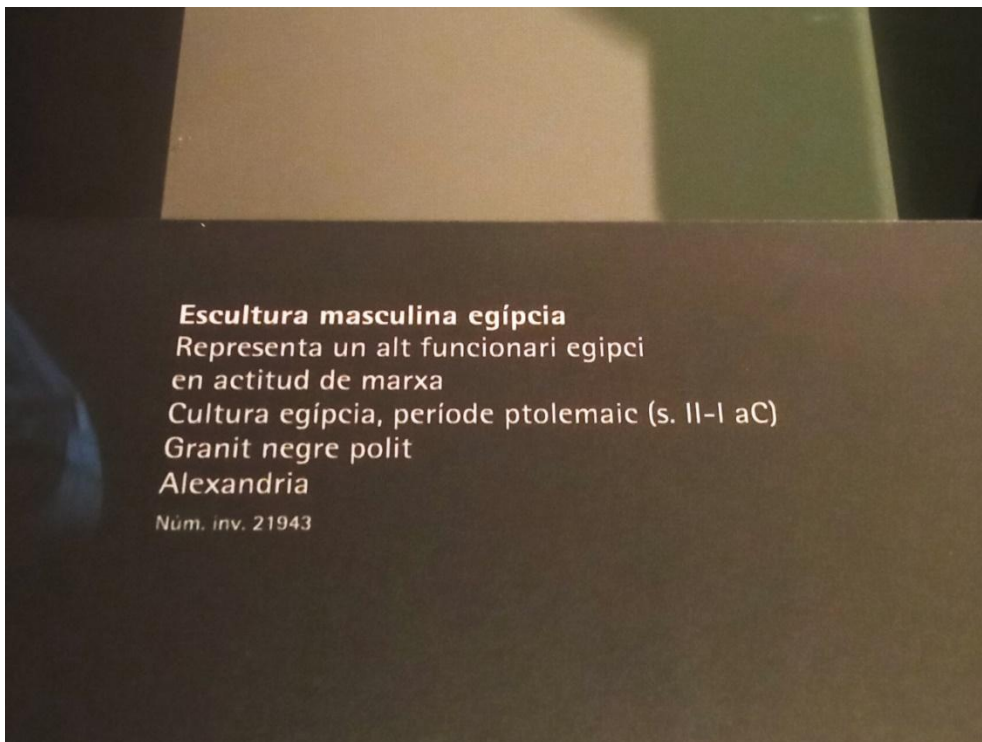 Escultura masculina egípcia
Representa un alt funcionari egipci
en actitud de marxa
Cultura egípcia, període ptolemaic (s. II-I aC)
Granit negre polit
Alexandria
Núm. inv. 21943